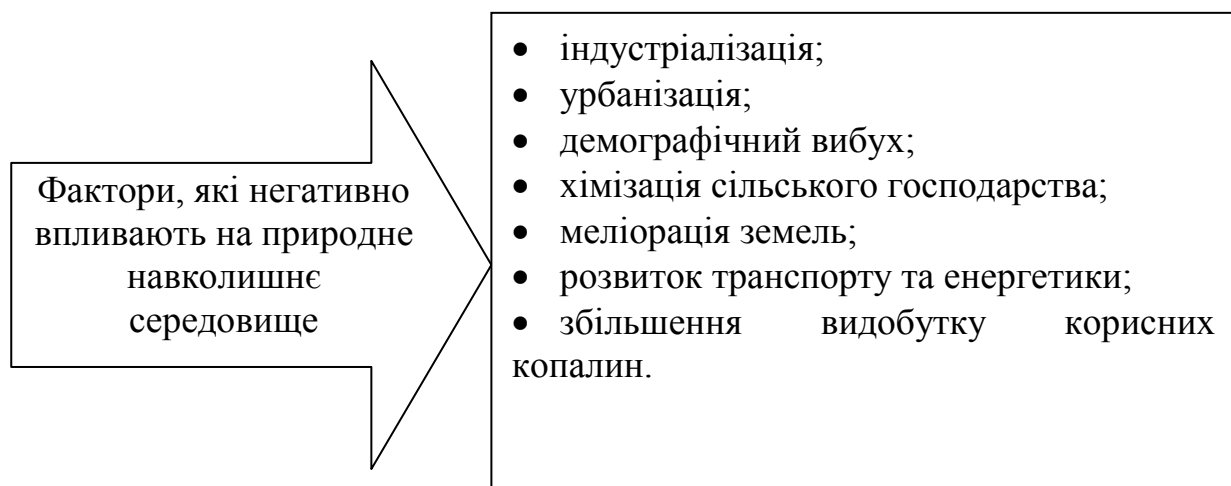 Фактори, які негативно
впливають на природне
навколишнє
середовище
• індустріалізація;
• урбанізація;
• демографічний вибух;
• хімізація сільського господарства;
• меліорація земель;
• розвиток транспорту та енергетики;
• збільшення видобутку корисних
копалин.